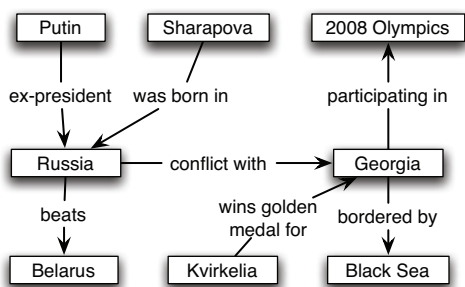 Putin
Sharapova
2008 Olympics
ex-president
was born in
participating in
Russia
conflict with
Georgia
beats
wins golden
medal for
bordered by
Belarus
Kvirkelia
Black Sea